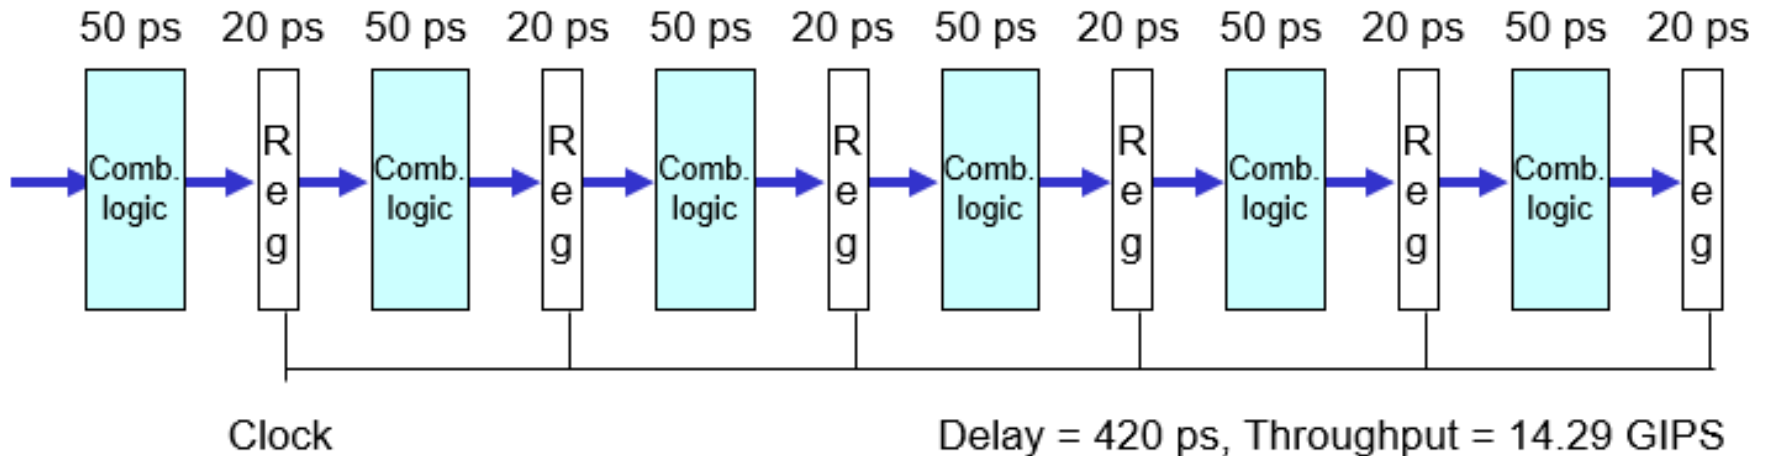 50 ps 20 ps 50 ps 20 ps 50 ps 20 ps 50 ps 20 ps 50 ps 20 ps 50 ps 20 ps
Comb. logic
Reg
Comb. logic
Reg
Comb. logic
Reg
Comb. logic
Reg
Comb. logic
Reg
Comb. logic
Reg
Clock
Delay = 420 ps, Throughput = 14.29 GIPS